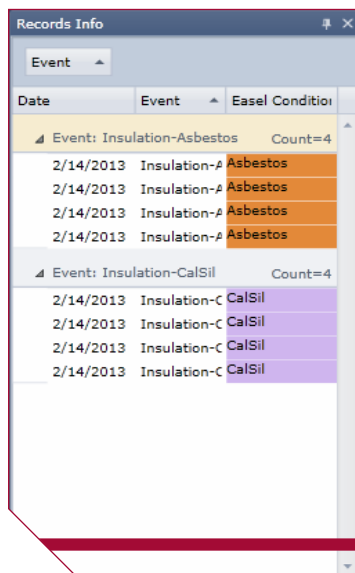 Records Info
Event
Date Event Easel Condition
Event: Insulation-Asbestos Count=4
2/14/2013 Insulation-A Asbestos
2/14/2013 Insulation-A Asbestos
2/14/2013 Insulation-A Asbestos
2/14/2013 Insulation-A Asbestos
Event: Insulation-CalSil Count=4
2/14/2013 Insulation-C CalSil
2/14/2013 Insulation-C CalSil
2/14/2013 Insulation-C CalSil
2/14/2013 Insulation-C CalSil